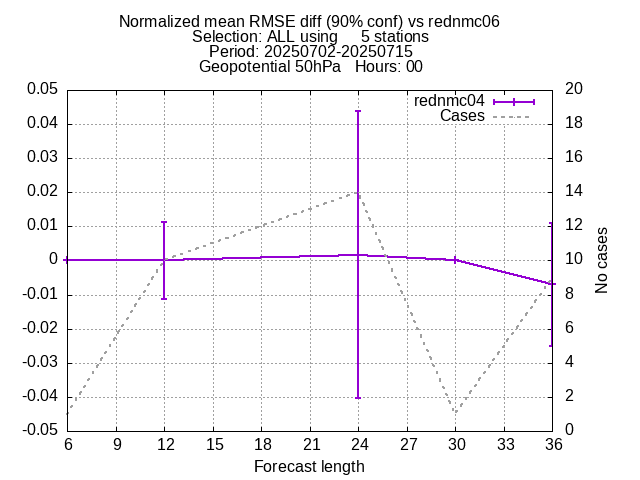 Normalized mean RMSE diff (90% conf) vs rednmc06
Selection: ALL using 5 stations
Period: 20250702-20250715
Geopotential 50hPa Hours: 00
0.05
0.04
0.03
0.02
0.01
0
-0.01
-0.02
-0.03
-0.04
-0.05
20
18
16
14
12
10
8
6
4
2
0
rednmc04
Cases
No cases
6 9 12 15 18 21 24 27 30 33 36
Forecast length